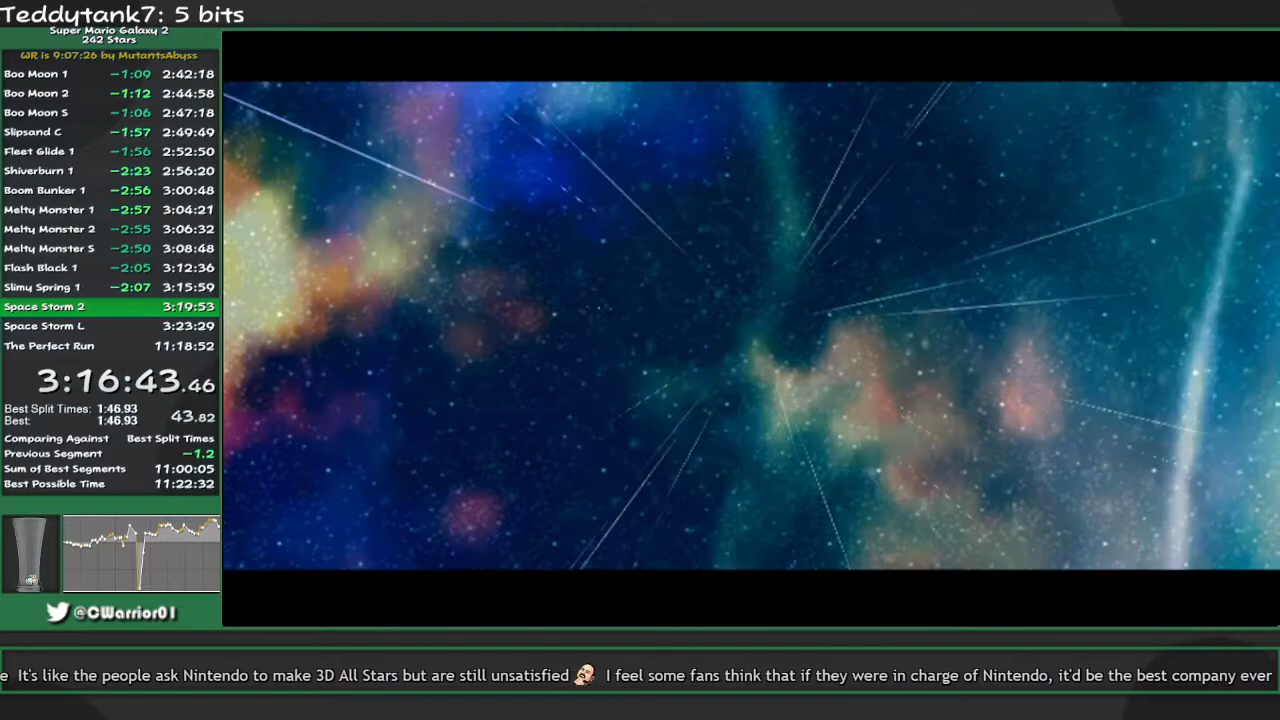 Teddytank7: 5 bits
Super Mario Galaxy 2
242 Stars
WR is 9:07:26 by MutantsAbyss
Boo Moon 1 −1:09 2:42:18
Boo Moon 2 −1:12 2:44:58
Boo Moon S −1:06 2:47:18
Slipsand C −1:57 2:49:49
Fleet Glide 1 −1:56 2:52:50
Shiverburn 1 −2:23 2:56:20
Boom Bunker 1 −2:56 3:00:48
Melty Monster 1 −2:57 3:04:21
Melty Monster 2 −2:55 3:06:32
Melty Monster S −2:50 3:08:48
Flash Black 1 −2:05 3:12:36
Slimy Spring 1 −2:07 3:15:59
Space Storm 2 3:19:53
Space Storm L 3:23:29
The Perfect Run 11:18:52
3:16:43.46
Best Split Times: 1:46.93
Best: 1:46.93
43.82
Comparing Against Best Split Times
Previous Segment −1.2
Sum of Best Segments 11:00:05
Best Possible Time 11:22:32
@CWarrior01
e It's like the people ask Nintendo to make 3D All Stars but are still unsatisfied I feel some fans think that if they were in charge of Nintendo, it'd be the best company ever